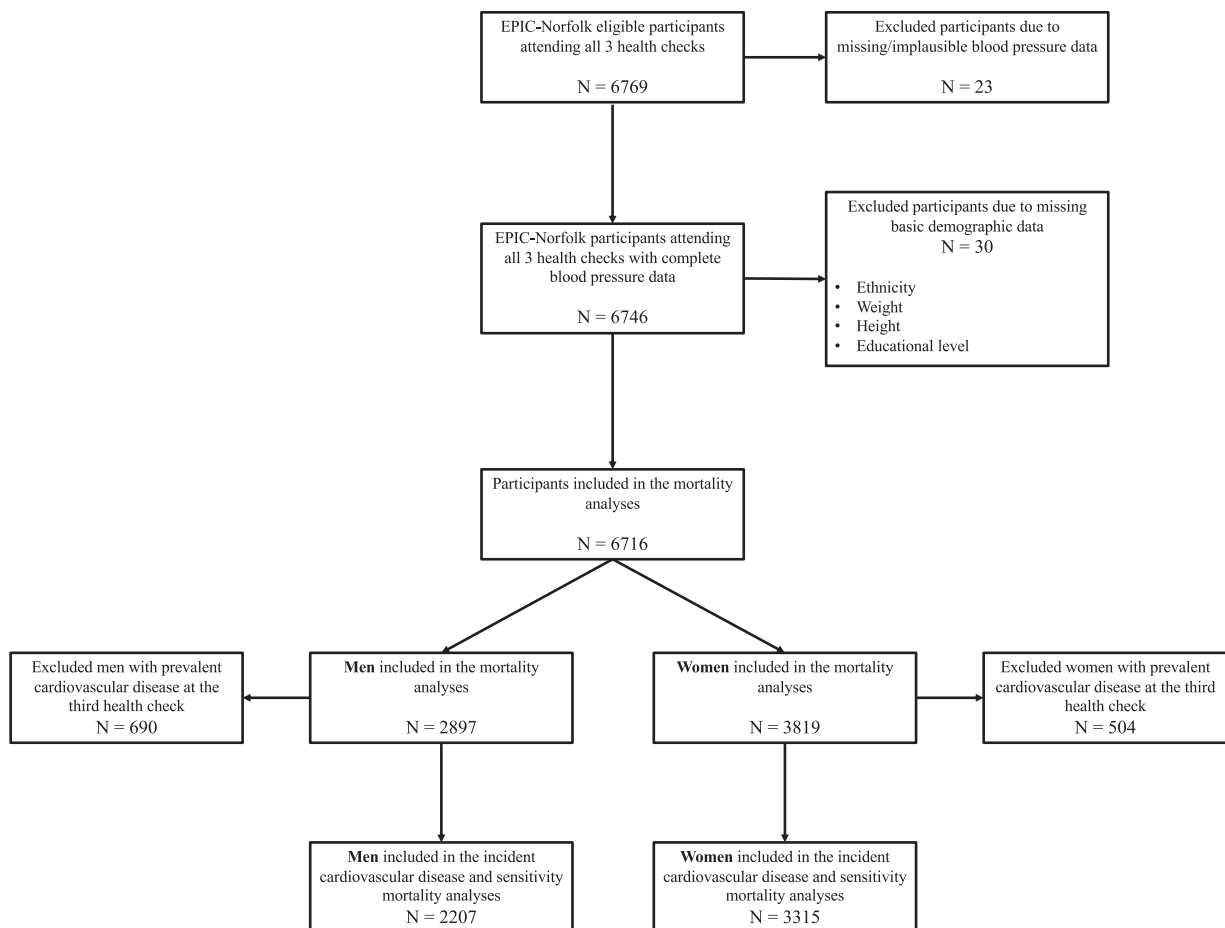 EPIC-Norfolk eligible participants
attending all 3 health checks
N = 6769
Excluded participants due to
missing/implausible blood pressure data
N = 23
EPIC-Norfolk participants attending
all 3 health checks with complete
blood pressure data
N = 6746
Excluded participants due to missing
basic demographic data
N = 30
• Ethnicity
• Weight
• Height
• Educational level
Participants included in the mortality
analyses
N = 6716
Excluded men with prevalent
cardiovascular disease at the
third health check
N = 690
Men included in the mortality
analyses
N = 2897
Women included in the mortality
analyses
N = 3819
Excluded women with prevalent
cardiovascular disease at the third
health check
N = 504
Men included in the incident
cardiovascular disease and sensitivity
mortality analyses
N = 2207
Women included in the incident
cardiovascular disease and sensitivity
mortality analyses
N = 3315